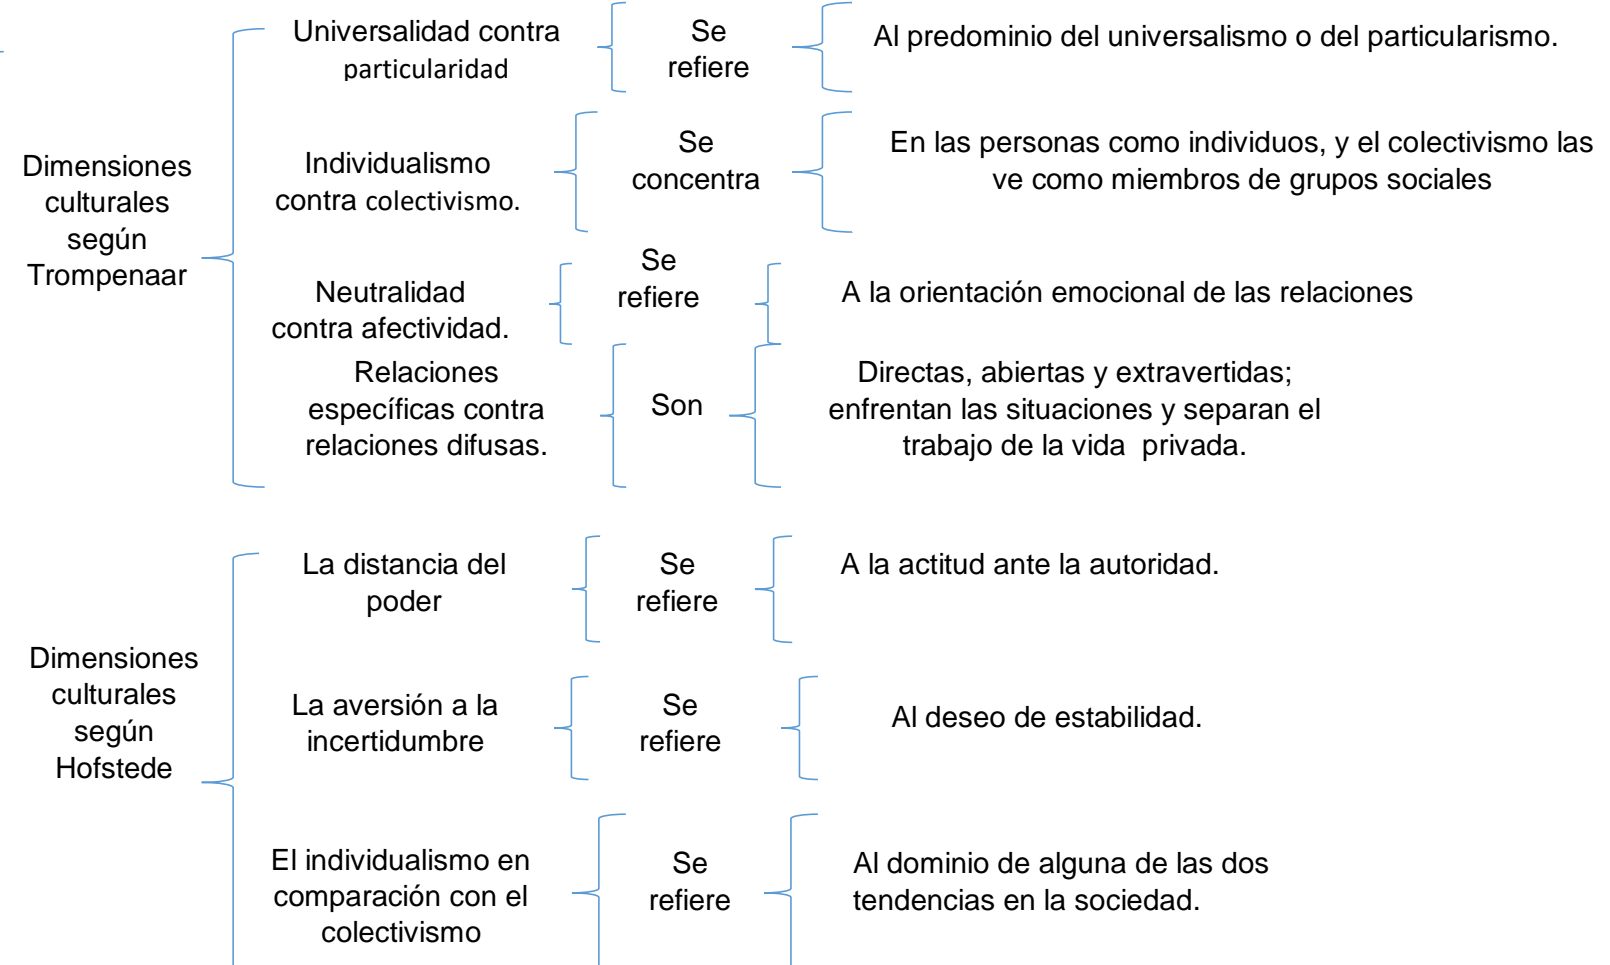 Dimensiones
culturales
según
Trompenaar
Universalidad contra
particularidad
Se
refiere
Al predominio del universalismo o del particularismo.
Individualismo
contra colectivismo.
Se
concentra
En las personas como individuos, y el colectivismo las
ve como miembros de grupos sociales
Neutralidad
contra afectividad.
Se
refiere
A la orientación emocional de las relaciones
Relaciones
específicas contra
relaciones difusas.
Son
Directas, abiertas y extravertidas;
enfrentan las situaciones y separan el
trabajo de la vida  privada.
Dimensiones
culturales
según
Hofstede
La distancia del
poder
Se
refiere
A la actitud ante la autoridad.
La aversión a la
incertidumbre
Se
refiere
Al deseo de estabilidad.
El individualismo en
comparación con el
colectivismo
Se
refiere
Al dominio de alguna de las dos
tendencias en la sociedad.